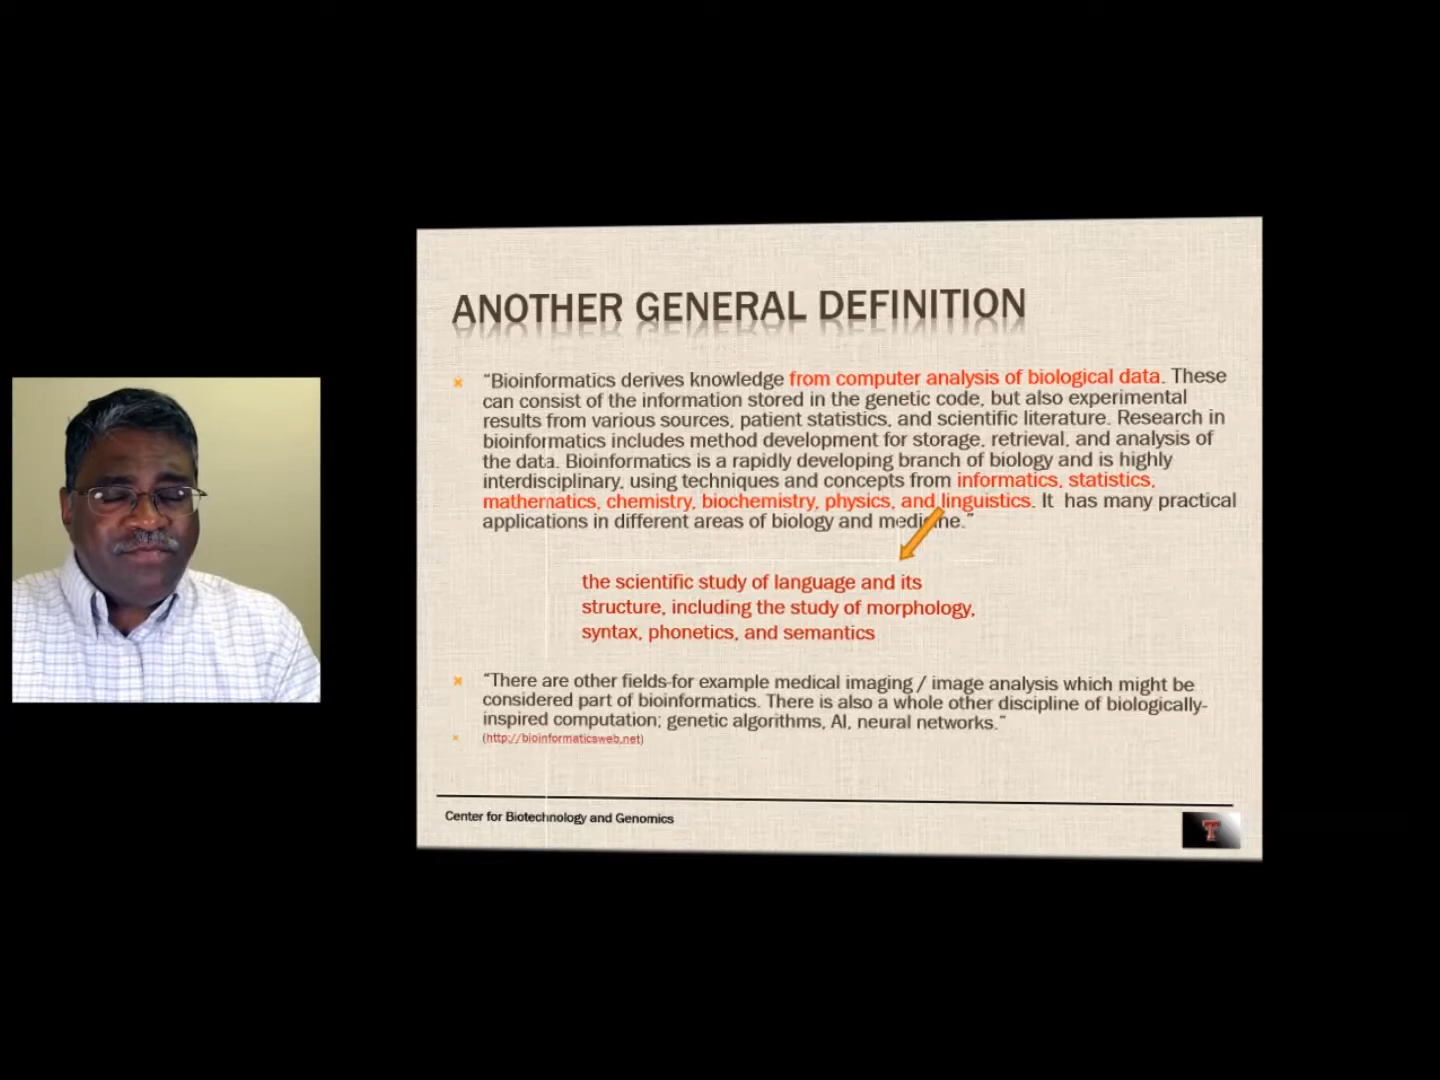 ANOTHER GENERAL DEFINITION
“Bioinformatics derives knowledge from computer analysis of biological data. These
can consist of the information stored in the genetic code, but also experimental
results from various sources, patient statistics, and scientific literature. Research in
bioinformatics includes method development for storage, retrieval, and analysis of
the data. Bioinformatics is a rapidly developing branch of biology and is highly
interdisciplinary, using techniques and concepts from informatics, statistics,
mathematics, chemistry, biochemistry, physics, and linguistics. It has many practical
applications in different areas of biology and medicine.”
the scientific study of language and its
structure, including the study of morphology,
syntax, phonetics, and semantics
“There are other fields-for example medical imaging / image analysis which might be
considered part of bioinformatics. There is also a whole other discipline of biologically-
inspired computation; genetic algorithms, AI, neural networks.”
(http://bioinformaticsweb.net)
Center for Biotechnology and Genomics
T